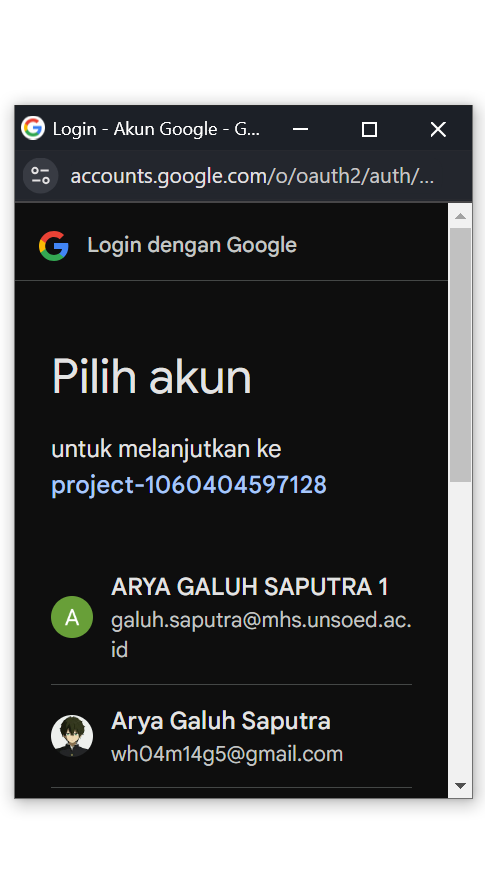 Login - Akun Google - G...
accounts.google.com/o/oauth2/auth/...
Login dengan Google
Pilih akun
untuk melanjutkan ke
project-1060404597128
A
ARYA GALUH SAPUTRA 1
galuh.saputra@mhs.unsoed.ac.
id
Arya Galuh Saputra
wh04m14g5@gmail.com